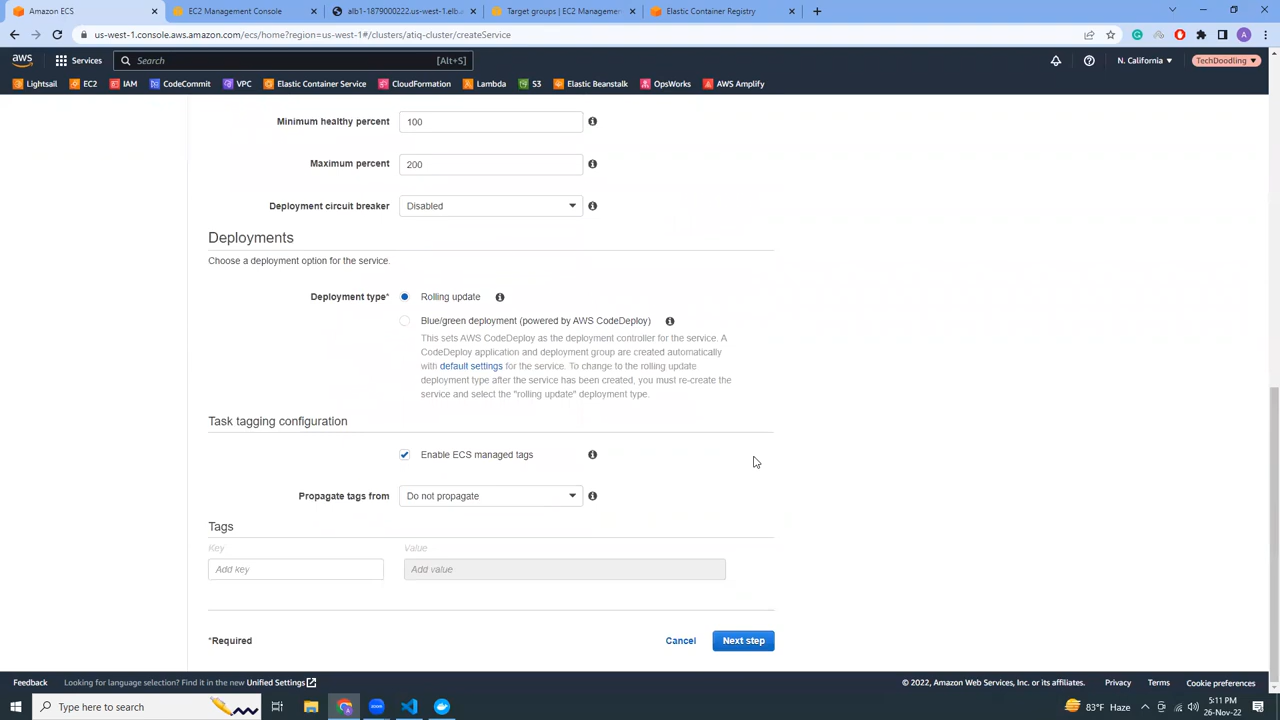 Amazon ECS
EC2 Console
alb1-1879000222.us-west-1.elb
Target groups | EC2 Managemen
Elastic Container Registry
us-west-1.console.aws.amazon.com/ecs/home?region=us-west-1#/clusters/atiq-cluster/createService
A
aws
Services
Search
[Alt+S]
N. California
TechDoodling
Lightsail
EC2
IAM
CodeCommit
VPC
Elastic Container Service
CloudFormation
Lambda
S3
Elastic Beanstalk
OpsWorks
AWS Amplify
Minimum healthy percent
100
Maximum percent
200
Deployment circuit breaker
Disabled
Deployments
Choose a deployment option for the service.
Deployment type*
Rolling update
Blue/green deployment (powered by AWS CodeDeploy)
This sets AWS CodeDeploy as the deployment controller for the service. A
CodeDeploy application and deployment group are created automatically
with default settings for the service. To change to the rolling update
deployment type after the service has been created, you must re-create the
service and select the "rolling update" deployment type.
Task tagging configuration
Enable ECS managed tags
Propagate tags from
Do not propagate
Tags
Key
Value
Add key
Add value
*Required
Cancel
Next step
Feedback
Looking for language selection? Find it in the new Unified Settings
© 2022, Amazon Web Services, Inc. or its affiliates.
Privacy
Terms
Cookie preferences
Type here to search
83°F Haze
5:11 PM
26-Nov-22